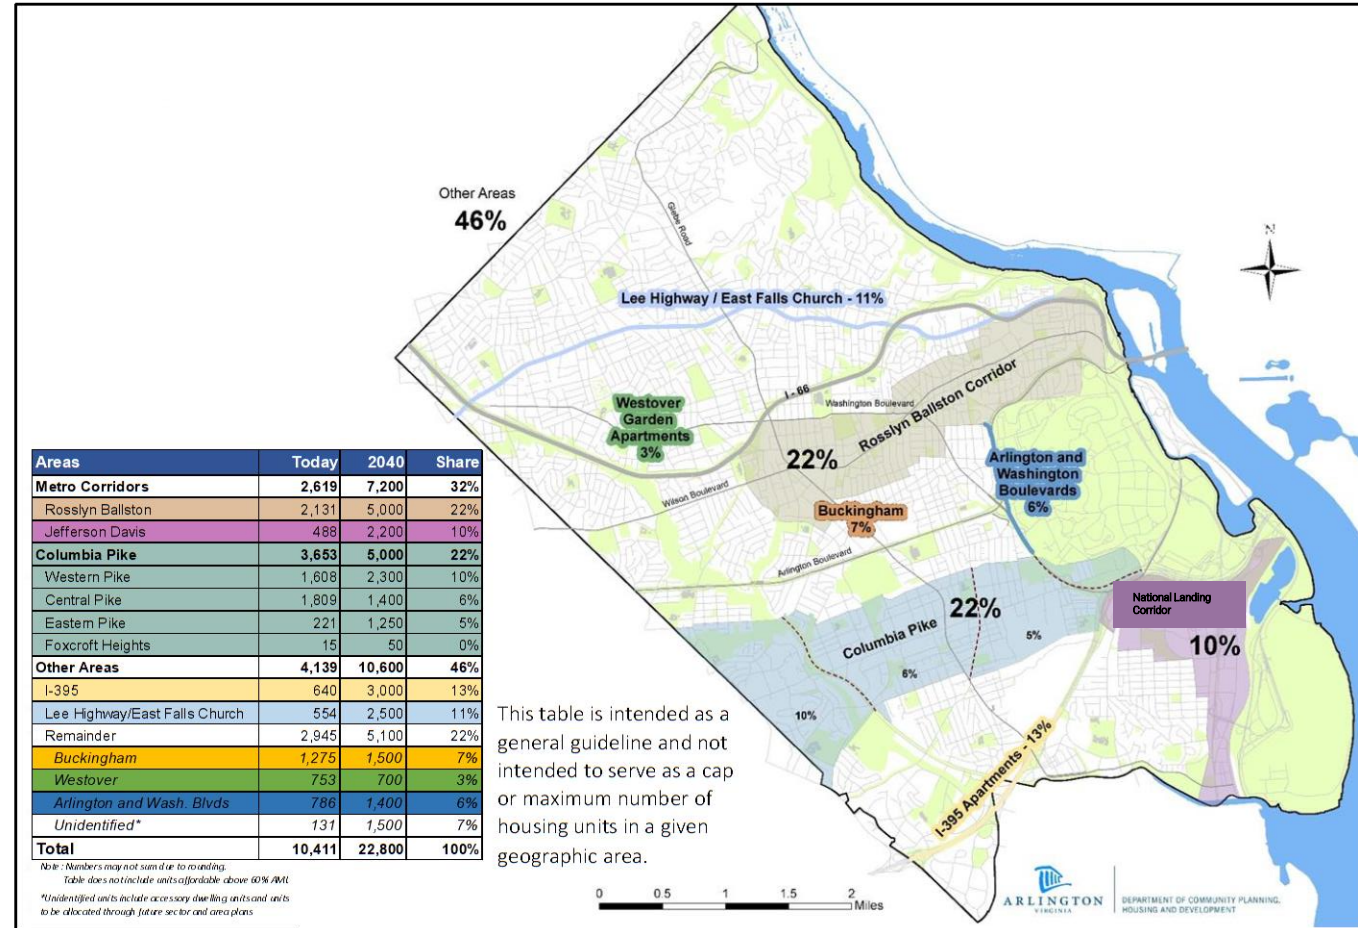 Other Areas
46%
Glebe Road
N
Lee Highway / East Falls Church - 11%
I - 66
Washington Boulevard
Rosslyn Ballston Corridor
22%
Westover
Garden
Apartments
3%
Wilson Boulevard
Arlington and
Washington
Boulevards
6%
Buckingham
7%
Arlington Boulevard
National Landing
Corridor
10%
22%
Columbia Pike
5%
6%
10%
I-395 Apartments - 13%
Areas Today 2040 Share
Metro Corridors 2,619 7,200 32%
Rosslyn Ballston 2,131 5,000 22%
Jefferson Davis 488 2,200 10%
Columbia Pike 3,653 5,000 22%
Western Pike 1,608 2,300 10%
Central Pike 1,809 1,400 6%
Eastern Pike 221 1,250 5%
Foxcroft Heights 15 50 0%
Other Areas 4,139 10,600 46%
I-395 640 3,000 13%
Lee Highway/East Falls Church 554 2,500 11%
Remainder 2,945 5,100 22%
Buckingham 1,275 1,500 7%
Westover 753 700 3%
Arlington and Wash. Blvds 786 1,400 6%
Unidentified* 131 1,500 7%
Total 10,411 22,800 100%
Note: Numbers may not sum due to rounding.
Table does not include units affordable above 60% AMI.
*Unidentified units include accessory dwelling units and units
to be allocated through future sector and area plans
This table is intended as a
general guideline and not
intended to serve as a cap
or maximum number of
housing units in a given
geographic area.
0 0.5 1 1.5 2
Miles
ARLINGTON
VIRGINIA
DEPARTMENT OF COMMUNITY PLANNING,
HOUSING AND DEVELOPMENT